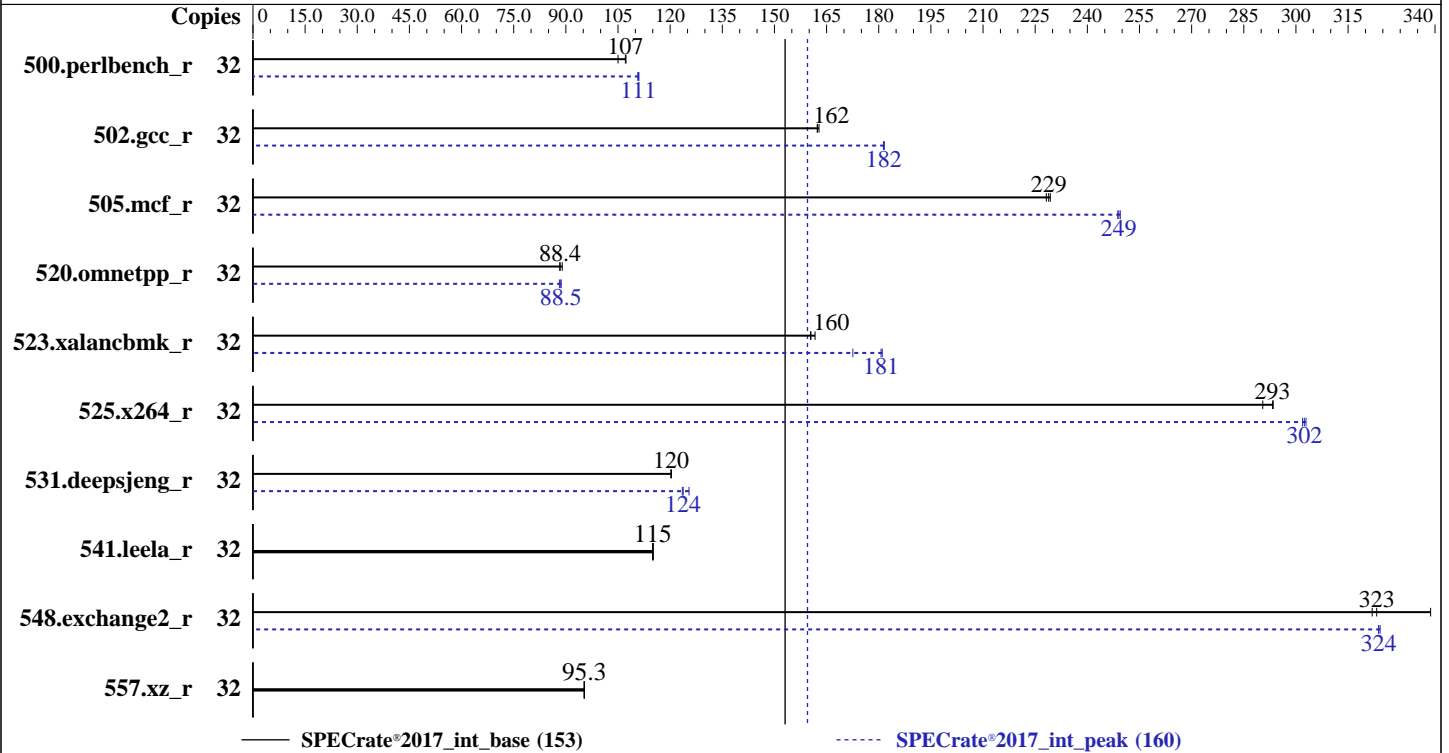 Copies 0 15.0 30.0 45.0 60.0 75.0 90.0 105 120 135 150 165 180 195 210 225 240 255 270 285 300 315 340
107
500.perlbench_r 32
111
162
502.gcc_r 32
182
229
505.mcf_r 32
249
88.4
520.omnetpp_r 32
88.5
160
523.xalancbmk_r 32
181
293
525.x264_r 32
302
120
531.deepsjeng_r 32
124
115
541.leela_r 32
323
548.exchange2_r 32
324
95.3
557.xz_r 32
SPECrate®2017_int_base (153) SPECrate®2017_int_peak (160)